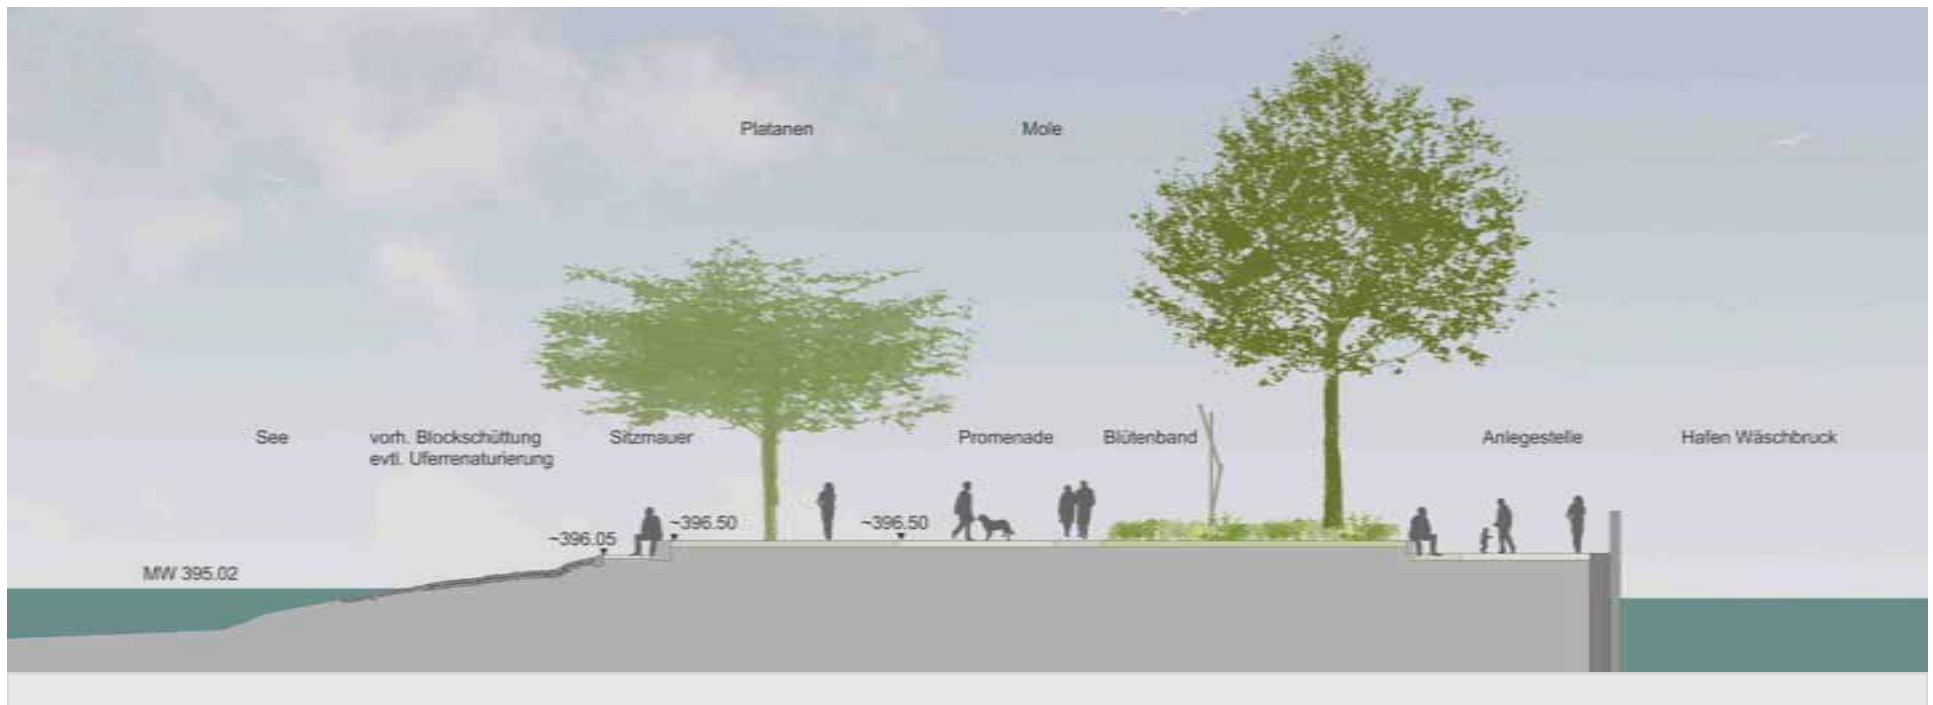 Platanen
Mole
See
vorh. Blockschüttung
evtl. Uferrenaturierung
Sitzmauer
Promenade
Blütenband
Anlegestelle
Hafen Wäschbruck
~396.05
~396.50
~396.50
MW 395.02